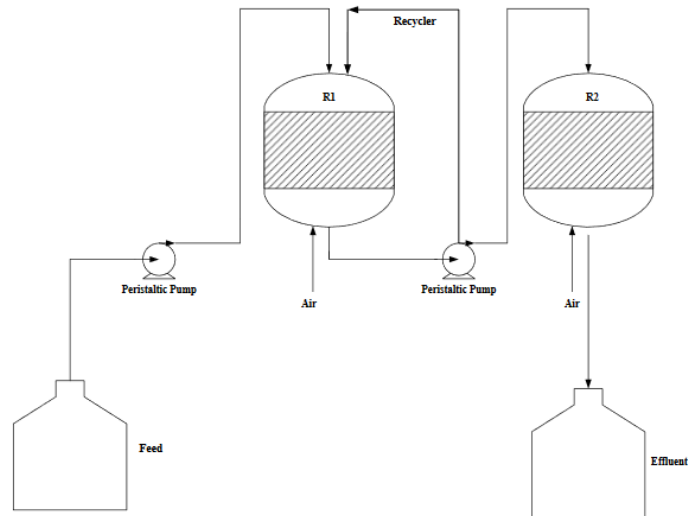 Recycler
R1
R2
Peristaltic Pump
Air
Peristaltic Pump
Air
Feed
Effluent